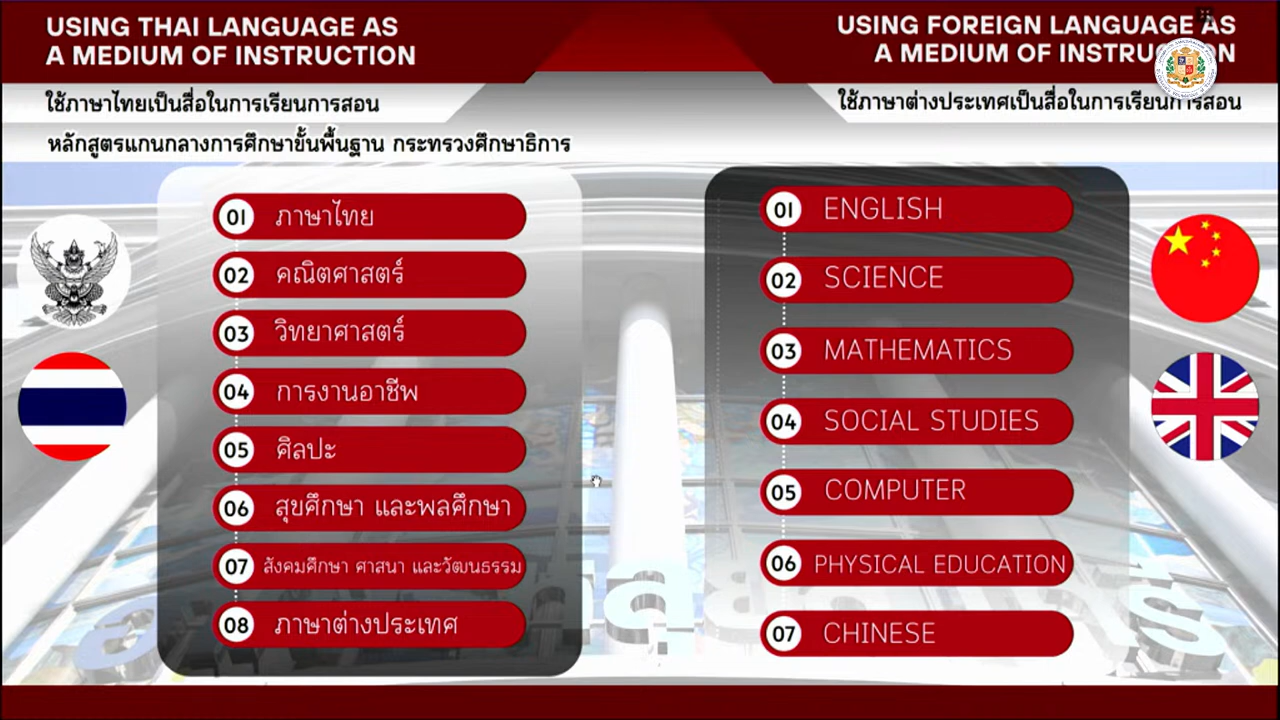 USING THAI LANGUAGE AS
A MEDIUM OF INSTRUCTION
ใช้ภาษาไทยเป็นสื่อในการเรียนการสอน
หลักสูตรแกนกลางการศึกษาขั้นพื้นฐาน กระทรวงศึกษาธิการ
01 ภาษาไทย
02 คณิตศาสตร์
03 วิทยาศาสตร์
04 การงานอาชีพ
05 ศิลปะ
06 สุขศึกษา และพลศึกษา
07 สังคมศึกษา ศาสนา และวัฒนธรรม
08 ภาษาต่างประเทศ
USING FOREIGN LANGUAGE AS
A MEDIUM OF INSTRUCTION
ใช้ภาษาต่างประเทศเป็นสื่อในการเรียนการสอน
01 ENGLISH
02 SCIENCE
03 MATHEMATICS
04 SOCIAL STUDIES
05 COMPUTER
06 PHYSICAL EDUCATION
07 CHINESE